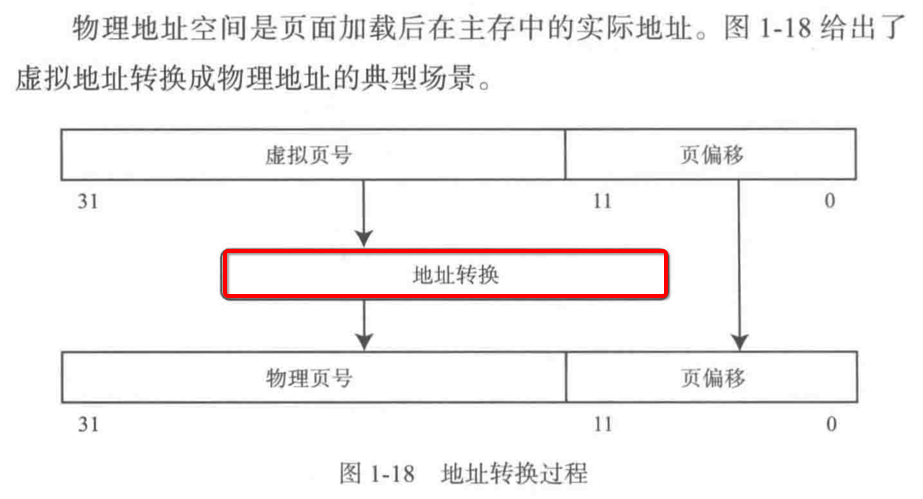 物理地址空间是页面加载后在主存中的实际地址。图 1-18 给出了
虚拟地址转换成物理地址的典型场景。
虚拟页号 页偏移
31 11 0
地址转换
物理页号 页偏移
31 11 0
图 1-18 地址转换过程